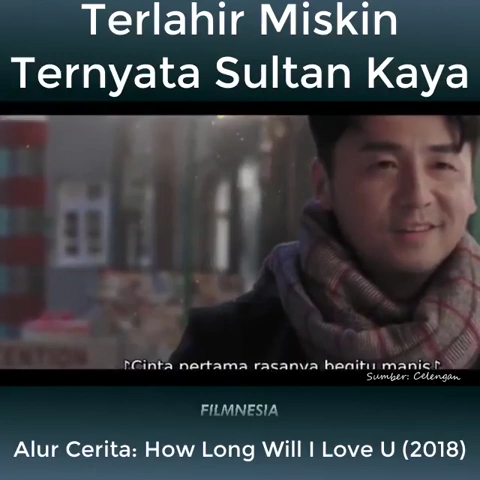 Terlahir Miskin
Ternyata Sultan Kaya
ENTION
♪Cinta pertama rasanya begitu manis♪
Sumber: Celengan
FILMNESIA
Alur Cerita: How Long Will I Love U (2018)